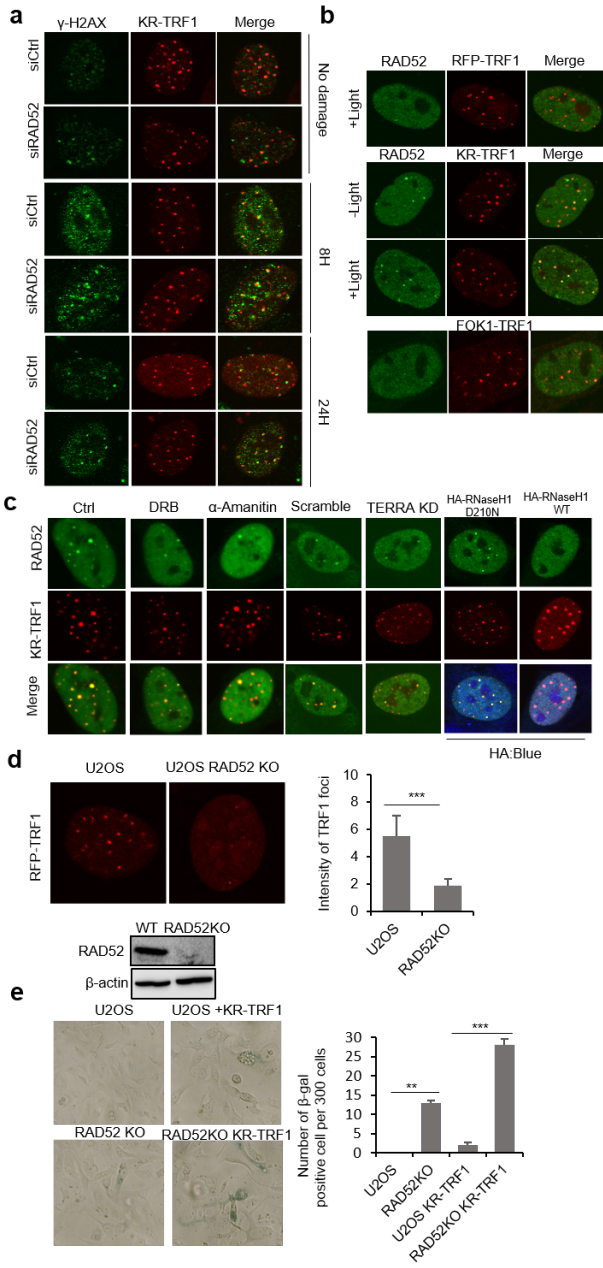 a
γ-H2AX KR-TRF1 Merge
siCtrl
siRAD52
No damage
siCtrl
siRAD52
8H
siCtrl
siRAD52
24H
b
RAD52 RFP-TRF1 Merge
+Light
RAD52 KR-TRF1 Merge
-Light
+Light
FOK1-TRF1
c
Ctrl DRB α-Amanitin Scramble TERRA KD HA-RNaseH1 D210N HA-RNaseH1 WT
RAD52
KR-TRF1
Merge
HA:Blue
d
U2OS U2OS RAD52 KO
RFP-TRF1
WT RAD52KO
RAD52
β-actin
Intensity of TRF1 foci
10
8
6
4
2
0
***
U2OS
RAD52KO
e
U2OS U2OS +KR-TRF1
RAD52 KO RAD52KO KR-TRF1
Number of β-gal
positive cell per 300 cells
35
30
25
20
15
10
5
0
**
***
U2OS
RAD52KO
U2OS KR-TRF1
RAD52KO KR-TRF1